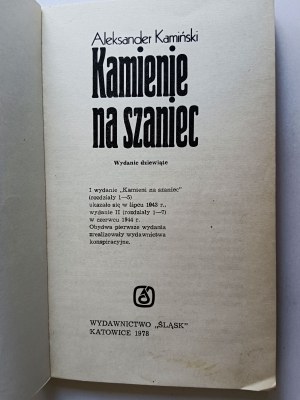 Aleksander Kamiński
Kamienie
na szaniec
Wydanie dziewiąte
I wydanie „Kamieni na szaniec"
(rozdziały 1—5)
ukazało się w lipcu 1943 r.,
wydanie II (rozdziały 1—7)
w czerwcu 1944 r.
Obydwa pierwsze wydania
zrealizowały wydawnictwa
konspiracyjne.
WYDAWNICTWO „ŚLĄSK"
KATOWICE 1978